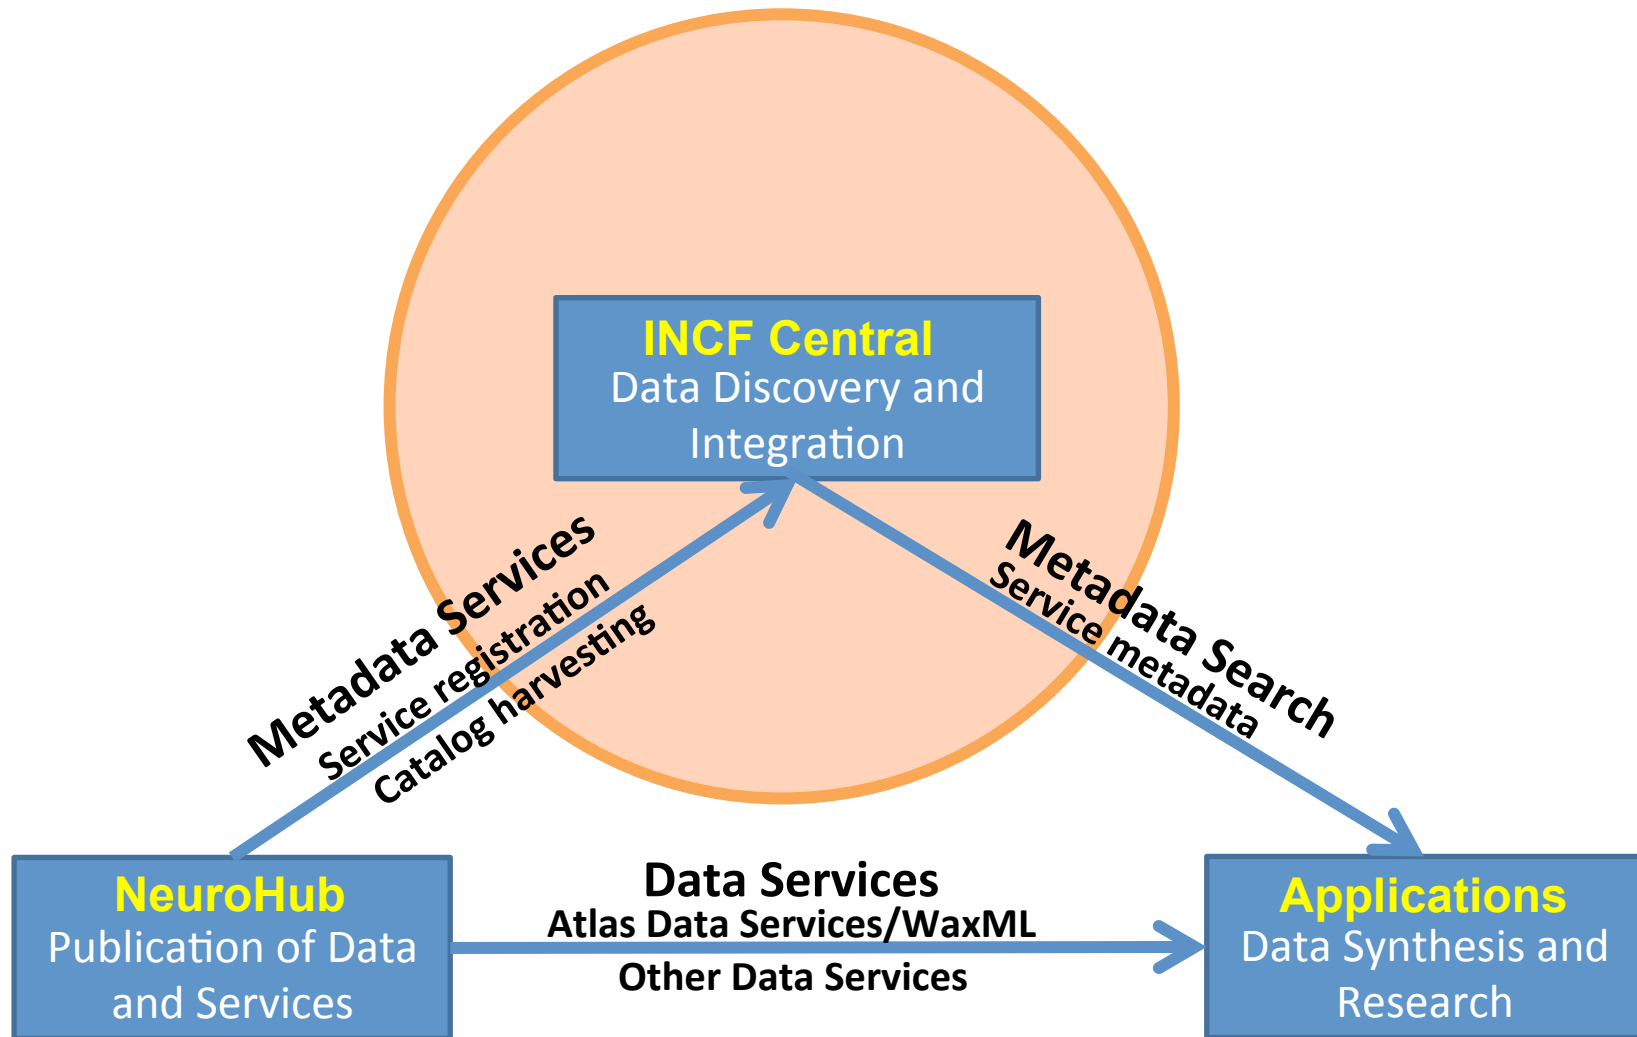 INCF Central
Data Discovery and
Integration
Metadata Services
Service registration
Catalog harvesting
Metadata Search
Service metadata
NeuroHub
Publication of Data
and Services
Data Services
Atlas Data Services/WaxML
Other Data Services
Applications
Data Synthesis and
Research